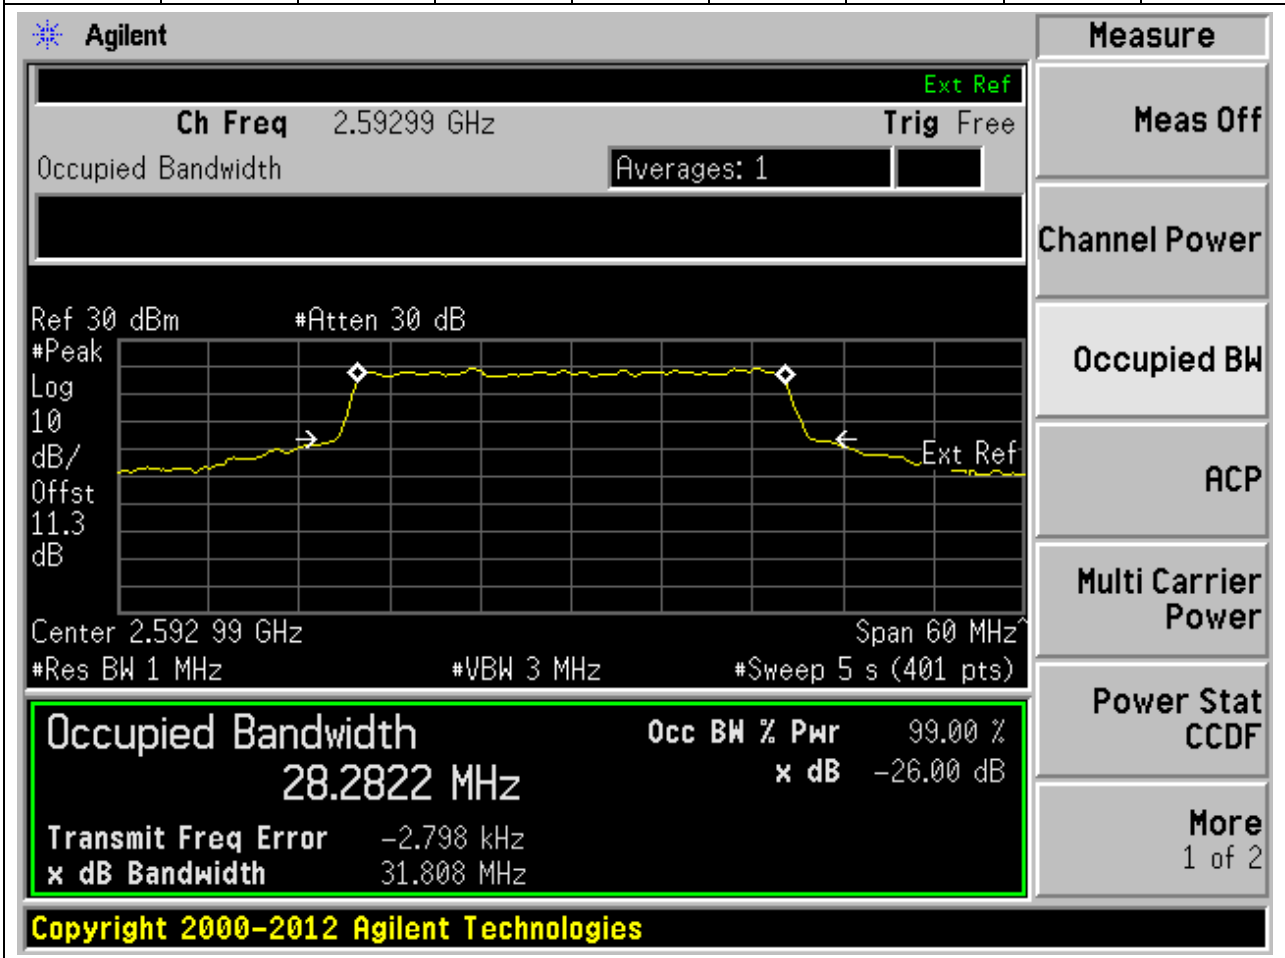 Agilent
Measure
Ext Ref
Ch Freq 2.59299 GHz Trig Free
Meas Off
Occupied Bandwidth Averages: 1
Channel Power
Ref 30 dBm #Atten 30 dB
#Peak
Log
10
dB/
Offst
11.3
dB
Ext Ref
Occupied BW
ACP
Center 2.592 99 GHz Span 60 MHz^
#Res BW 1 MHz #VBW 3 MHz #Sweep 5 s (401 pts)
Multi Carrier
Power
Occupied Bandwidth Occ BW % Pwr 99.00 %
28.2822 MHz x dB -26.00 dB
Transmit Freq Error -2.798 kHz
x dB Bandwidth 31.808 MHz
Power Stat
CCDF
More
1 of 2
Copyright 2000-2012 Agilent Technologies